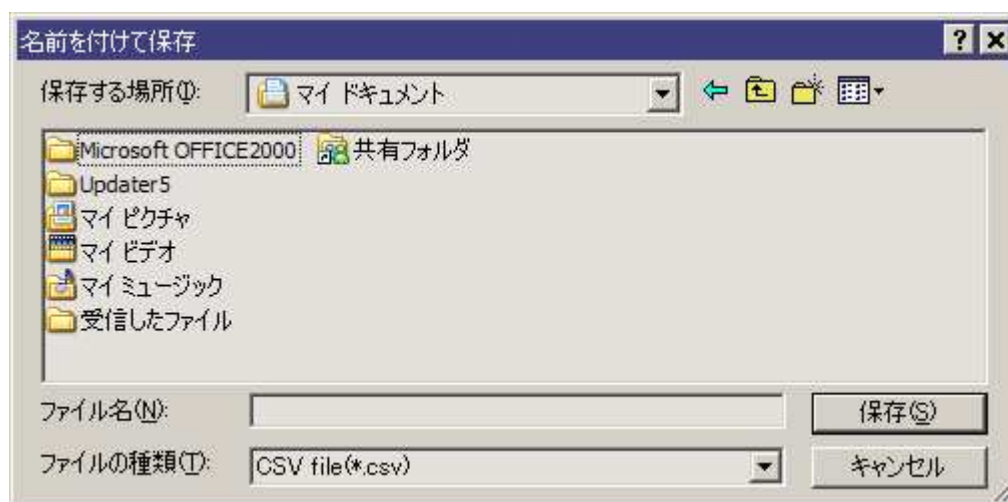 名前を付けて保存
保存する場所(I):
マイ ドキュメント
Microsoft OFFICE2000
共有フォルダ
Updater5
マイ ピクチャ
マイ ビデオ
マイ ミュージック
受信したファイル
ファイル名(N):
保存(S)
ファイルの種類(T):
CSV file(*.csv)
キャンセル